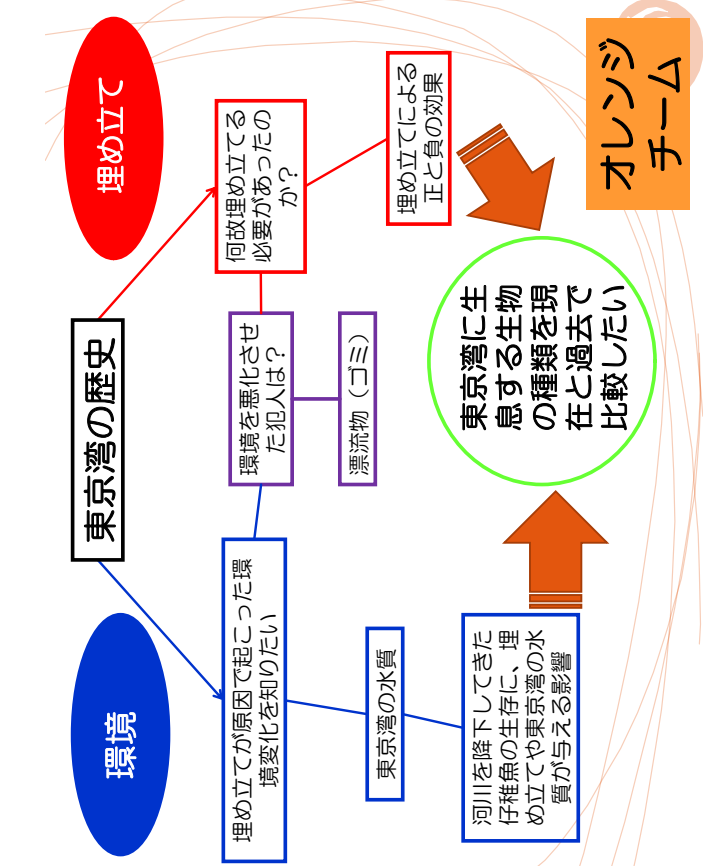 オレンジ
チーム
東京湾の歴史
環境
埋め立て
埋め立てが原因で起こった環
境変化を知りたい
環境を悪化させ
た犯人は？
何故埋め立てる
必要があったの
か？
東京湾の水質
漂流物（ゴミ）
埋め立てによる
正と負の効果
河川を降下してきた
仔稚魚の生存に、埋
め立てや東京湾の水
質が与える影響
東京湾に生
息する生物
の種類を現
在と過去で
比較したい